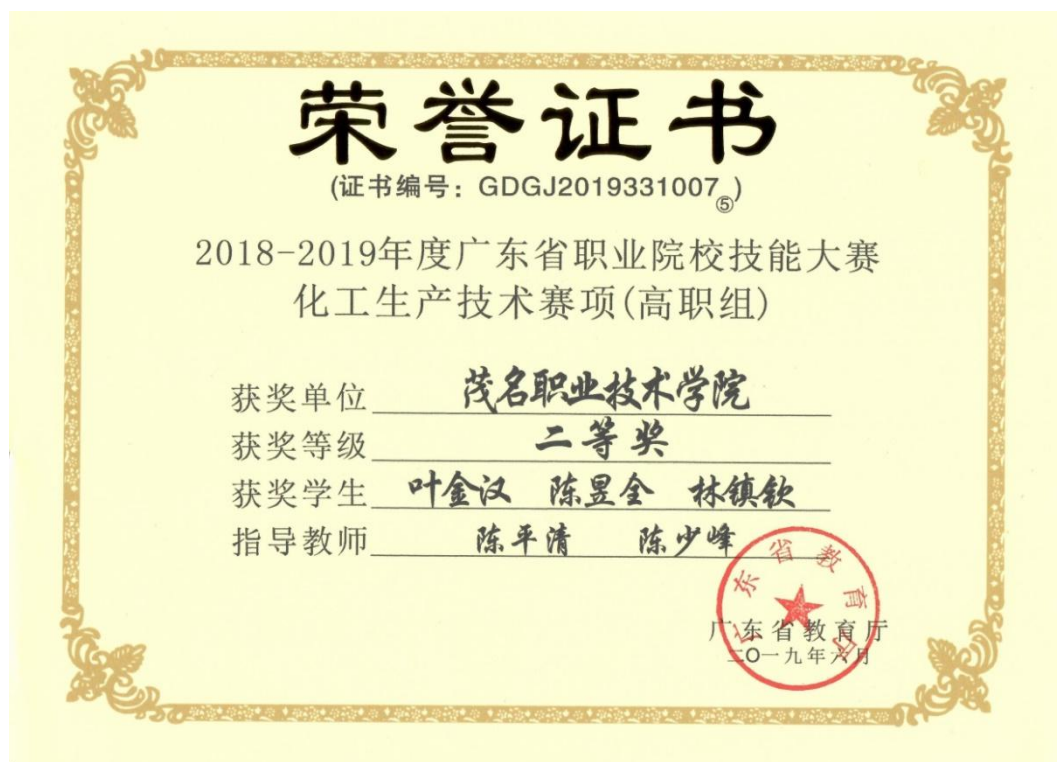 荣誉证书
(证书编号：GDGJ2019331007⑤)
2018-2019年度广东省职业院校技能大赛
化工生产技术赛项(高职组)
获奖单位 茂名职业技术学院
获奖等级 二等奖
获奖学生 叶金汉 陈昱全 林镇钦
指导教师 陈平清 陈少峰
广东省教育厅
广东省教育厅
二〇一九年六月